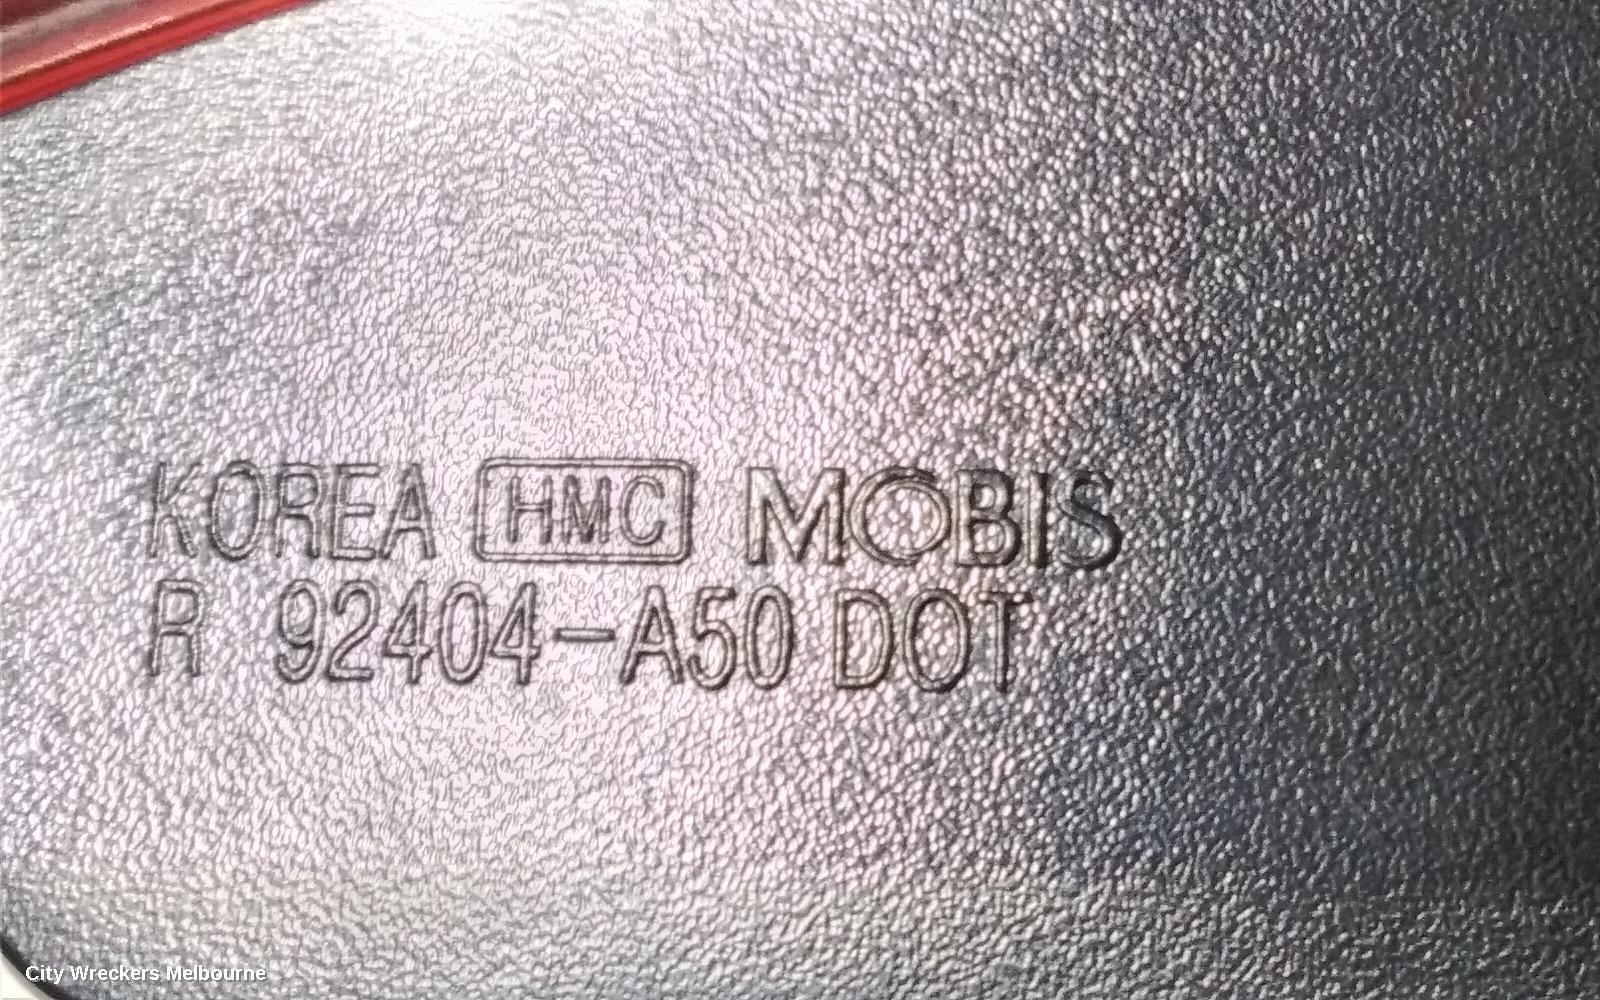 KOREA HMC MOBIS
R 92404-A50 DOT
City Wreckers Melbourne